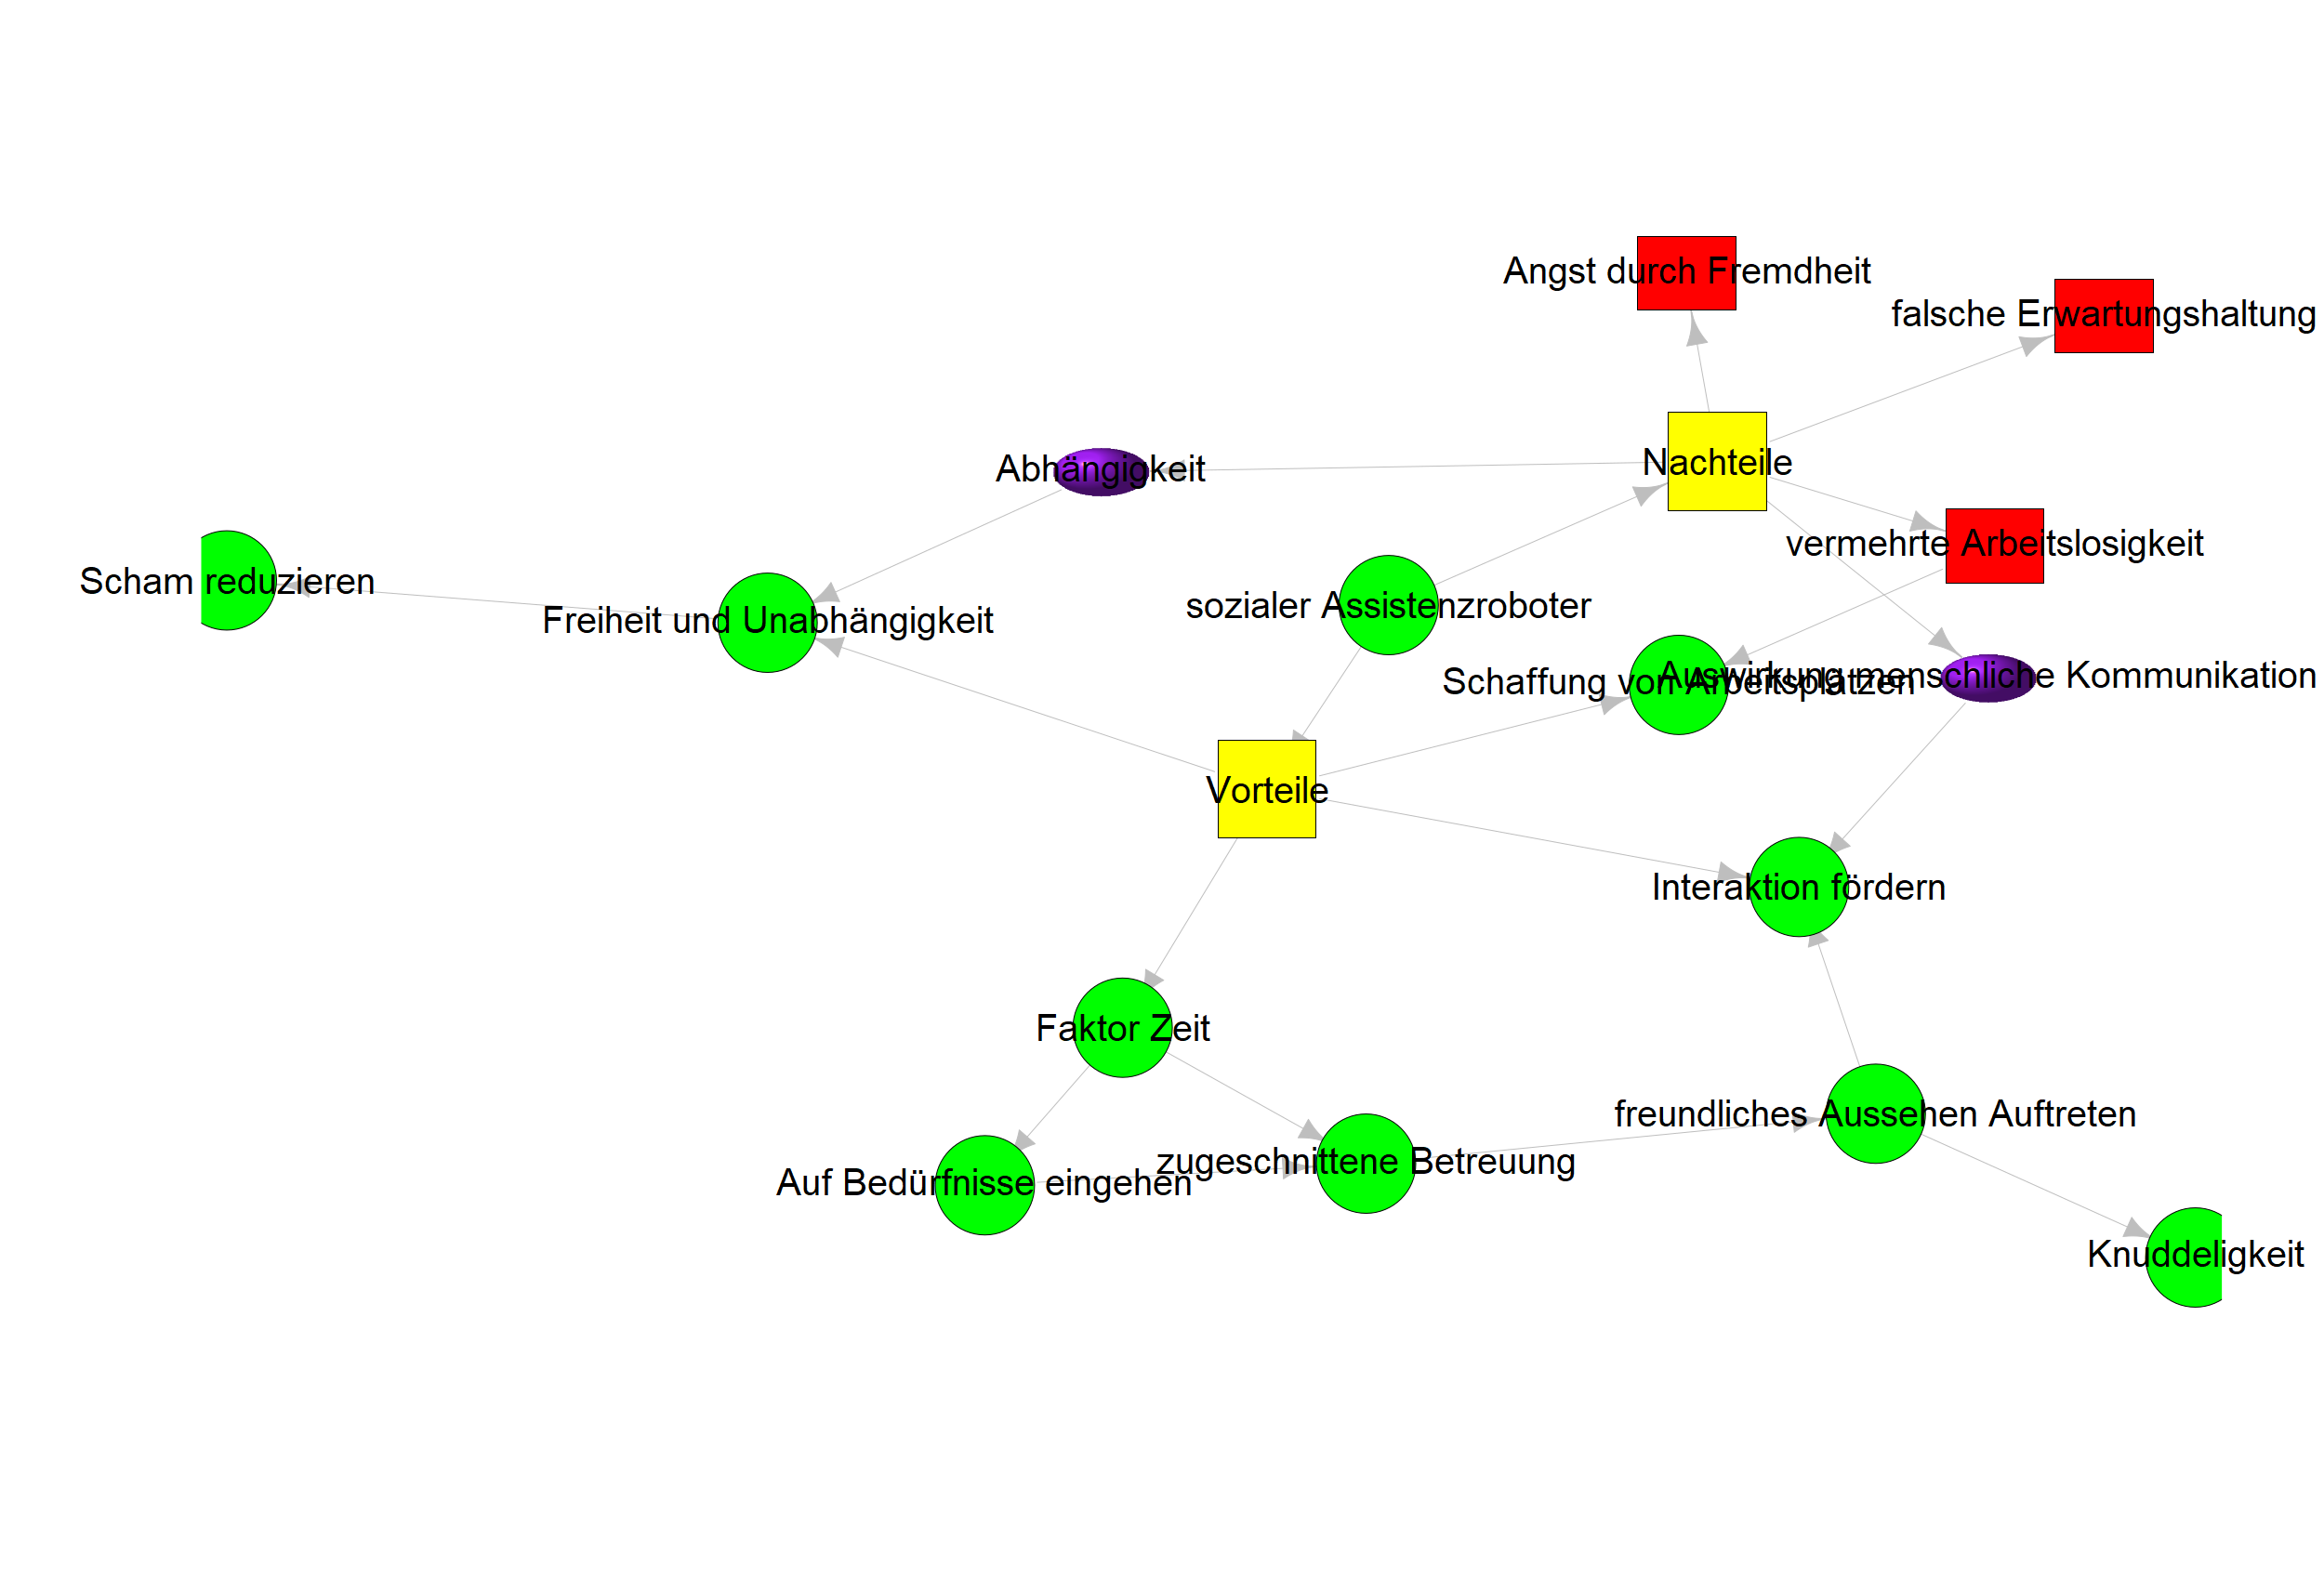 Angst durch Fremdheit
falsche Erwartungshaltung
Nachteile
Abhängigkeit
vermehrte Arbeitslosigkeit
Scham reduzieren
sozialer Assistenzroboter
Freiheit und Unabhängigkeit
Auswirkung menschliche Kommunikation
Schaffung von Arbeitsplätzen
Vorteile
Interaktion fördern
Faktor Zeit
freundliches Aussehen Auftreten
zugeschnittene Betreuung
Auf Bedürfnisse eingehen
Knuddeligkeit